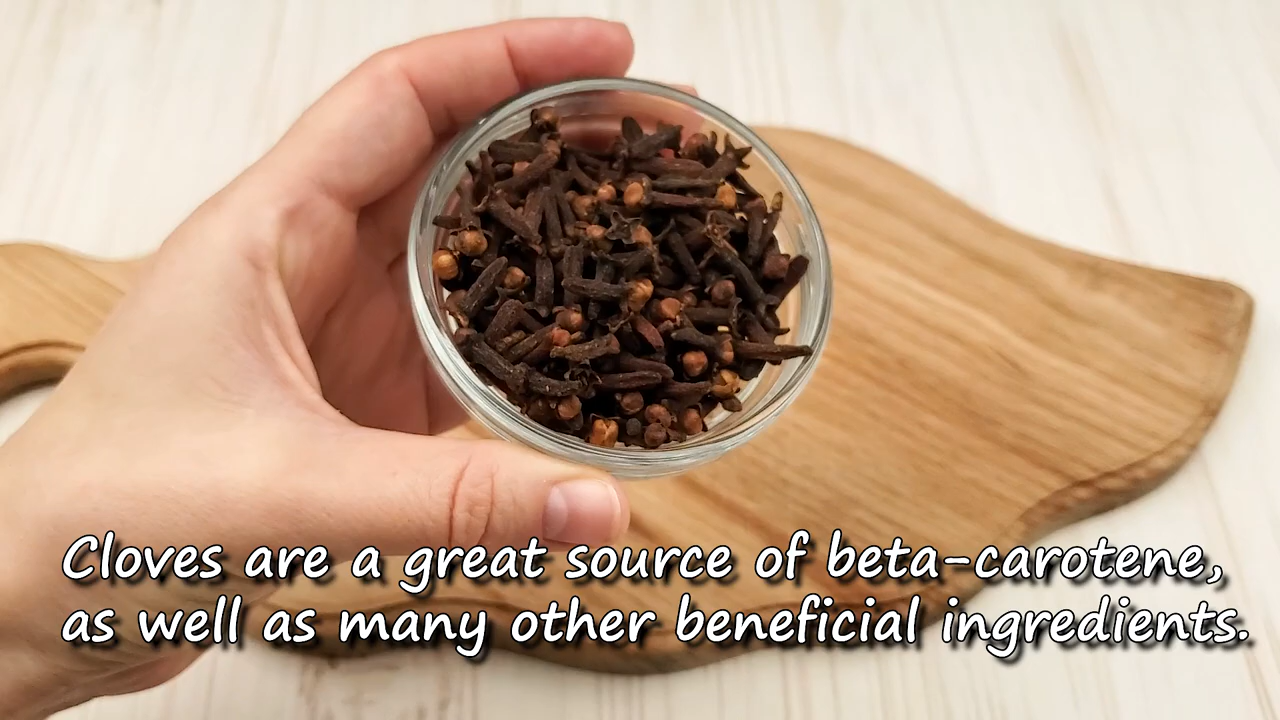 Cloves are a great source of beta-carotene,
as well as many other beneficial ingredients.